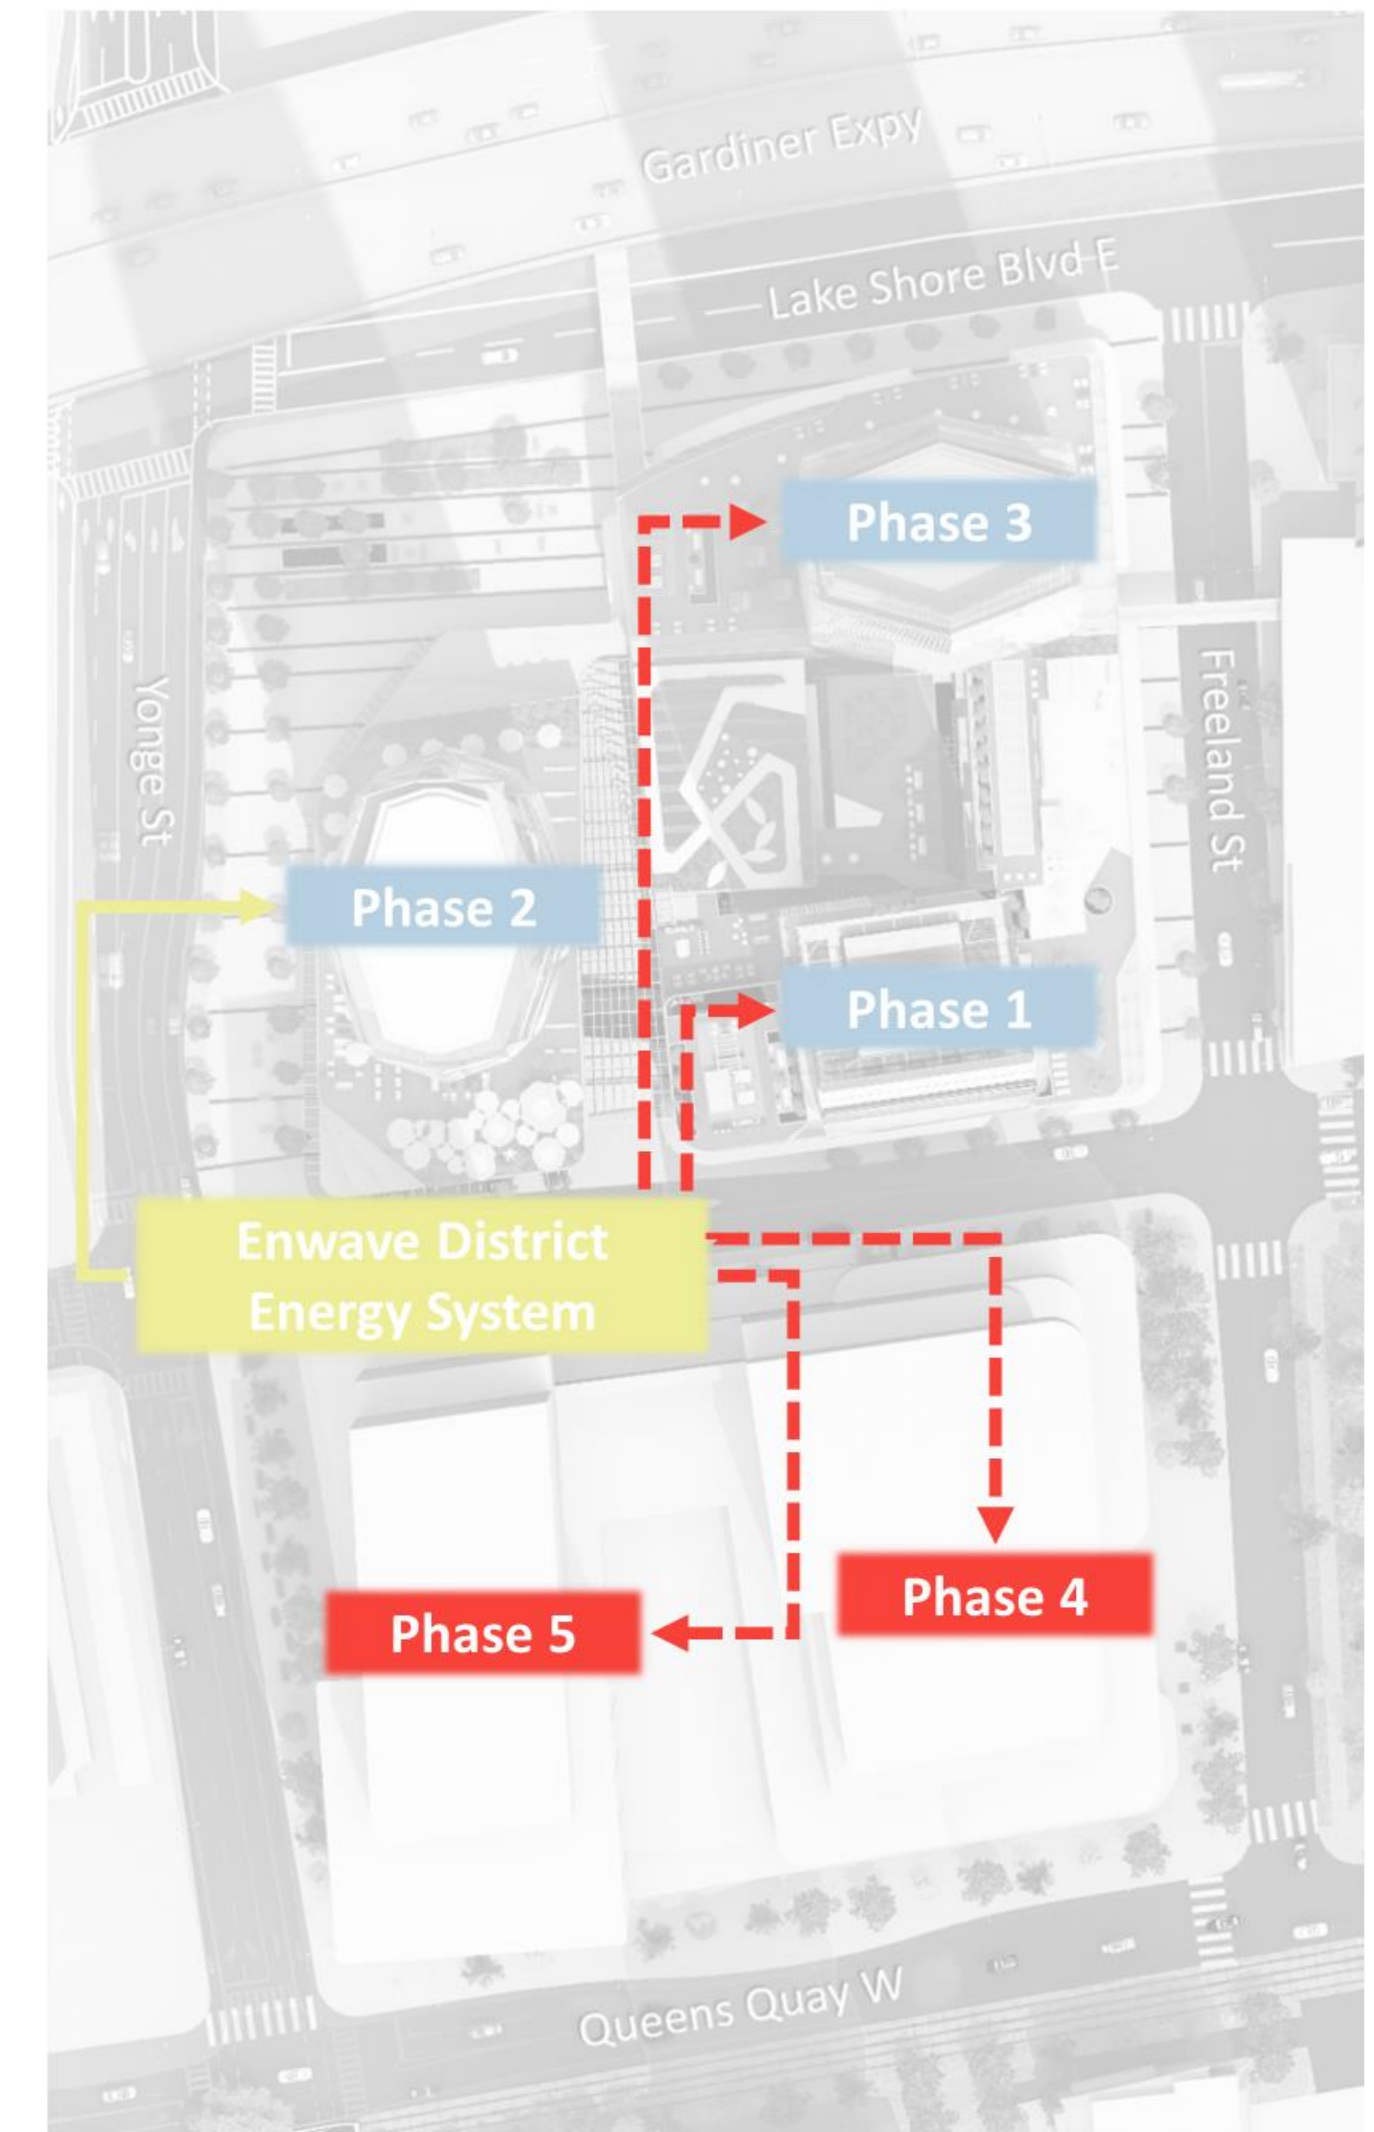 Gardiner Expy
Lake Shore Blvd E
Phase 3
Yonge St
Freeland St
Phase 2
Phase 1
Enwave District
Energy System
Phase 4
Phase 5
Queens Quay W